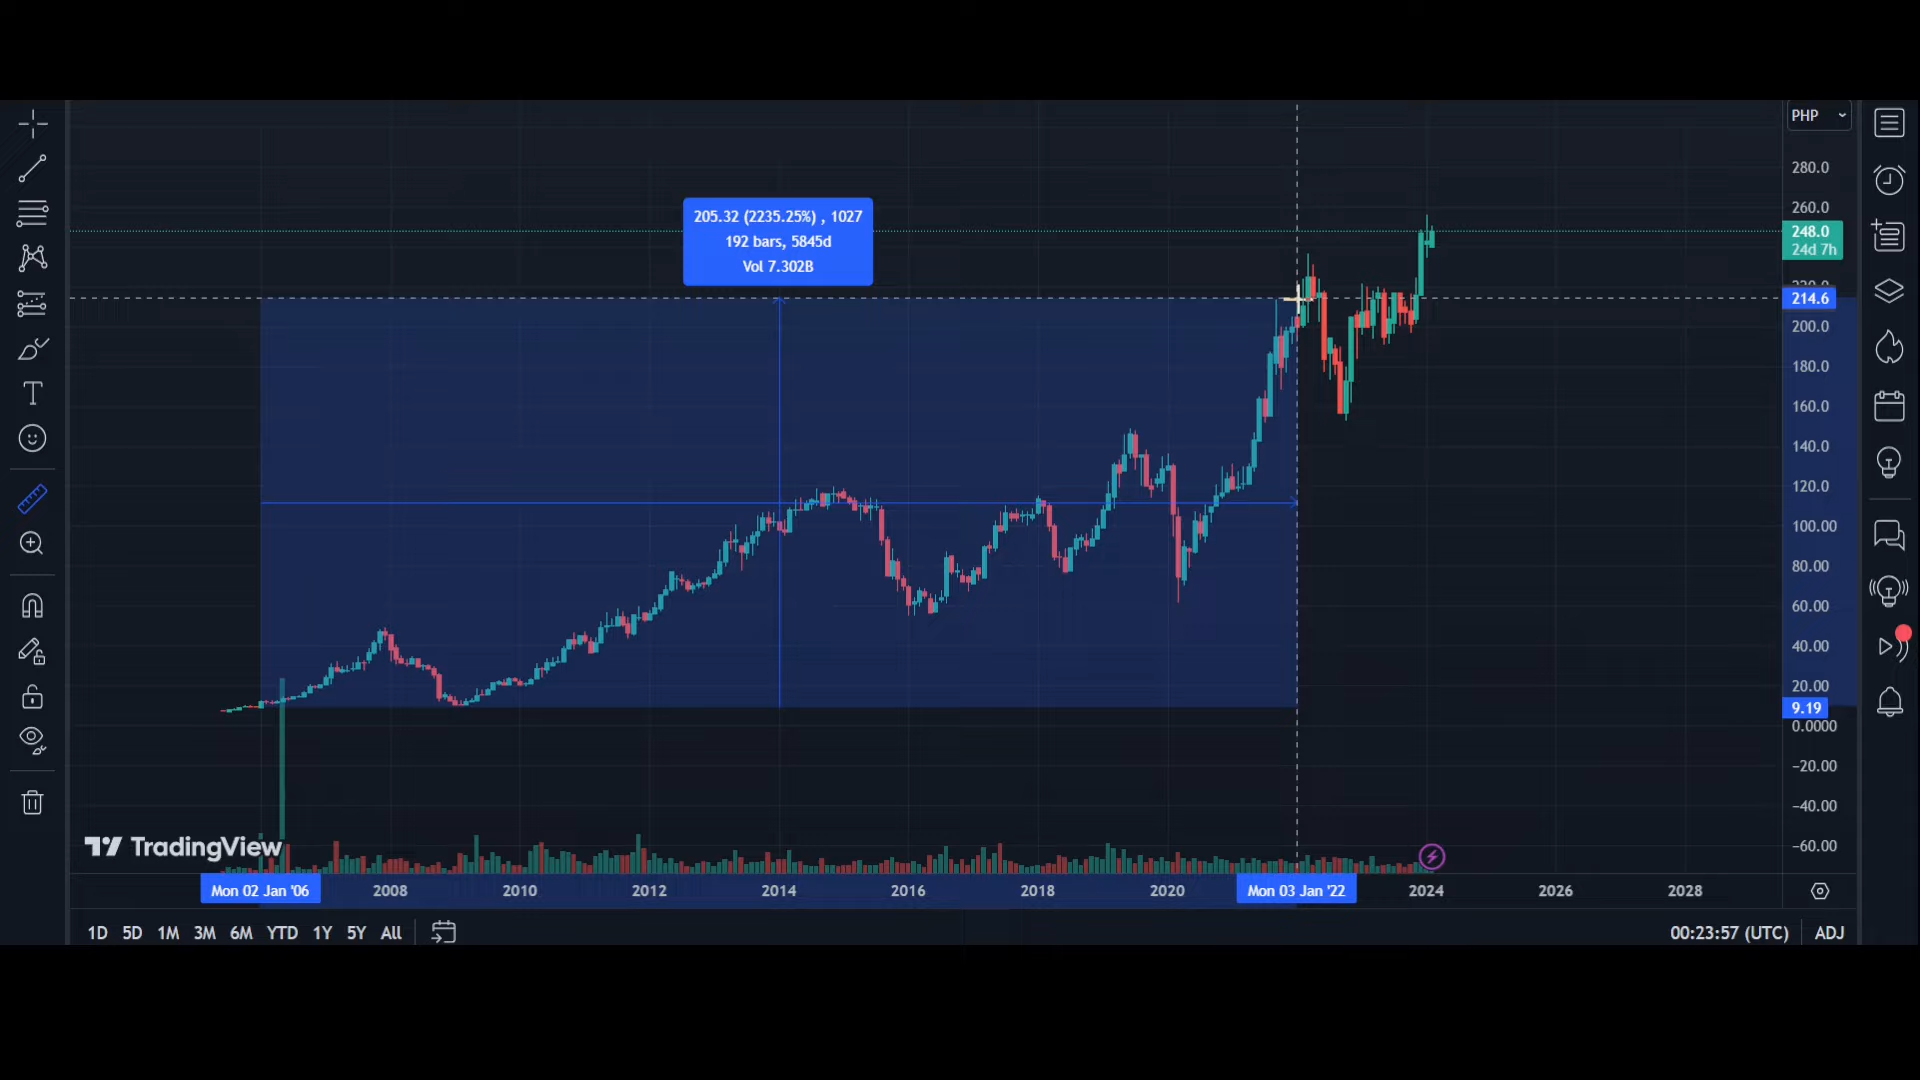 PHP
280.0
260.0
205.32 (2235.25%) , 1027
192 bars, 5845d
Vol 7.302B
248.0
24d 7h
214.6
200.0
180.0
160.0
140.0
120.0
100.00
80.00
60.00
40.00
20.00
9.19
0.0000
−20.00
−40.00
−60.00
TradingView
Mon 02 Jan '06 2008 2010 2012 2014 2016 2018 2020 Mon 03 Jan '22 2024 2026 2028
1D 5D 1M 3M 6M YTD 1Y 5Y All 00:23:57 (UTC) ADJ